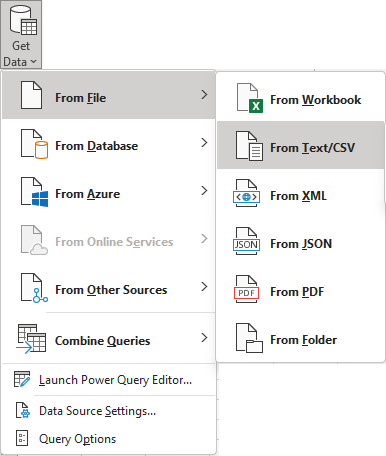 Get
Data
From File
From Database
From Azure
From Online Services
From Other Sources
Combine Queries
Launch Power Query Editor...
Data Source Settings...
Query Options
From Workbook
From Text/CSV
From XML
From JSON
JSON
From PDF
PDF
From Folder